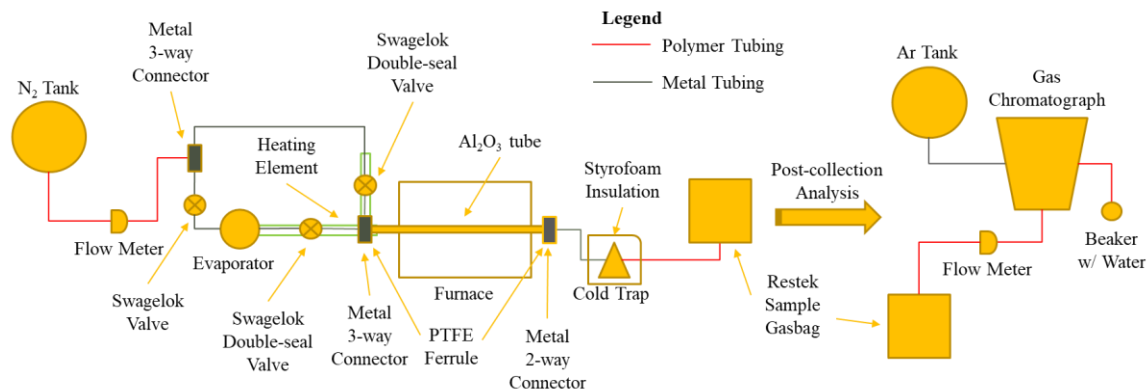 Legend
Polymer Tubing
Metal Tubing
Metal
3-way
Connector
N₂ Tank
Swagelok
Double-seal
Valve
Heating
Element
Al₂O₃ tube
Styrofoam
Insulation
Post-collection
Analysis
Ar Tank
Gas
Chromatograph
Flow Meter
Swagelok
Valve
Evaporator
Swagelok
Double-seal
Valve
Metal
3-way
Connector
Furnace
PTFE
Ferrule
Metal
2-way
Connector
Cold Trap
Restek
Sample
Gasbag
Flow Meter
Beaker
w/ Water